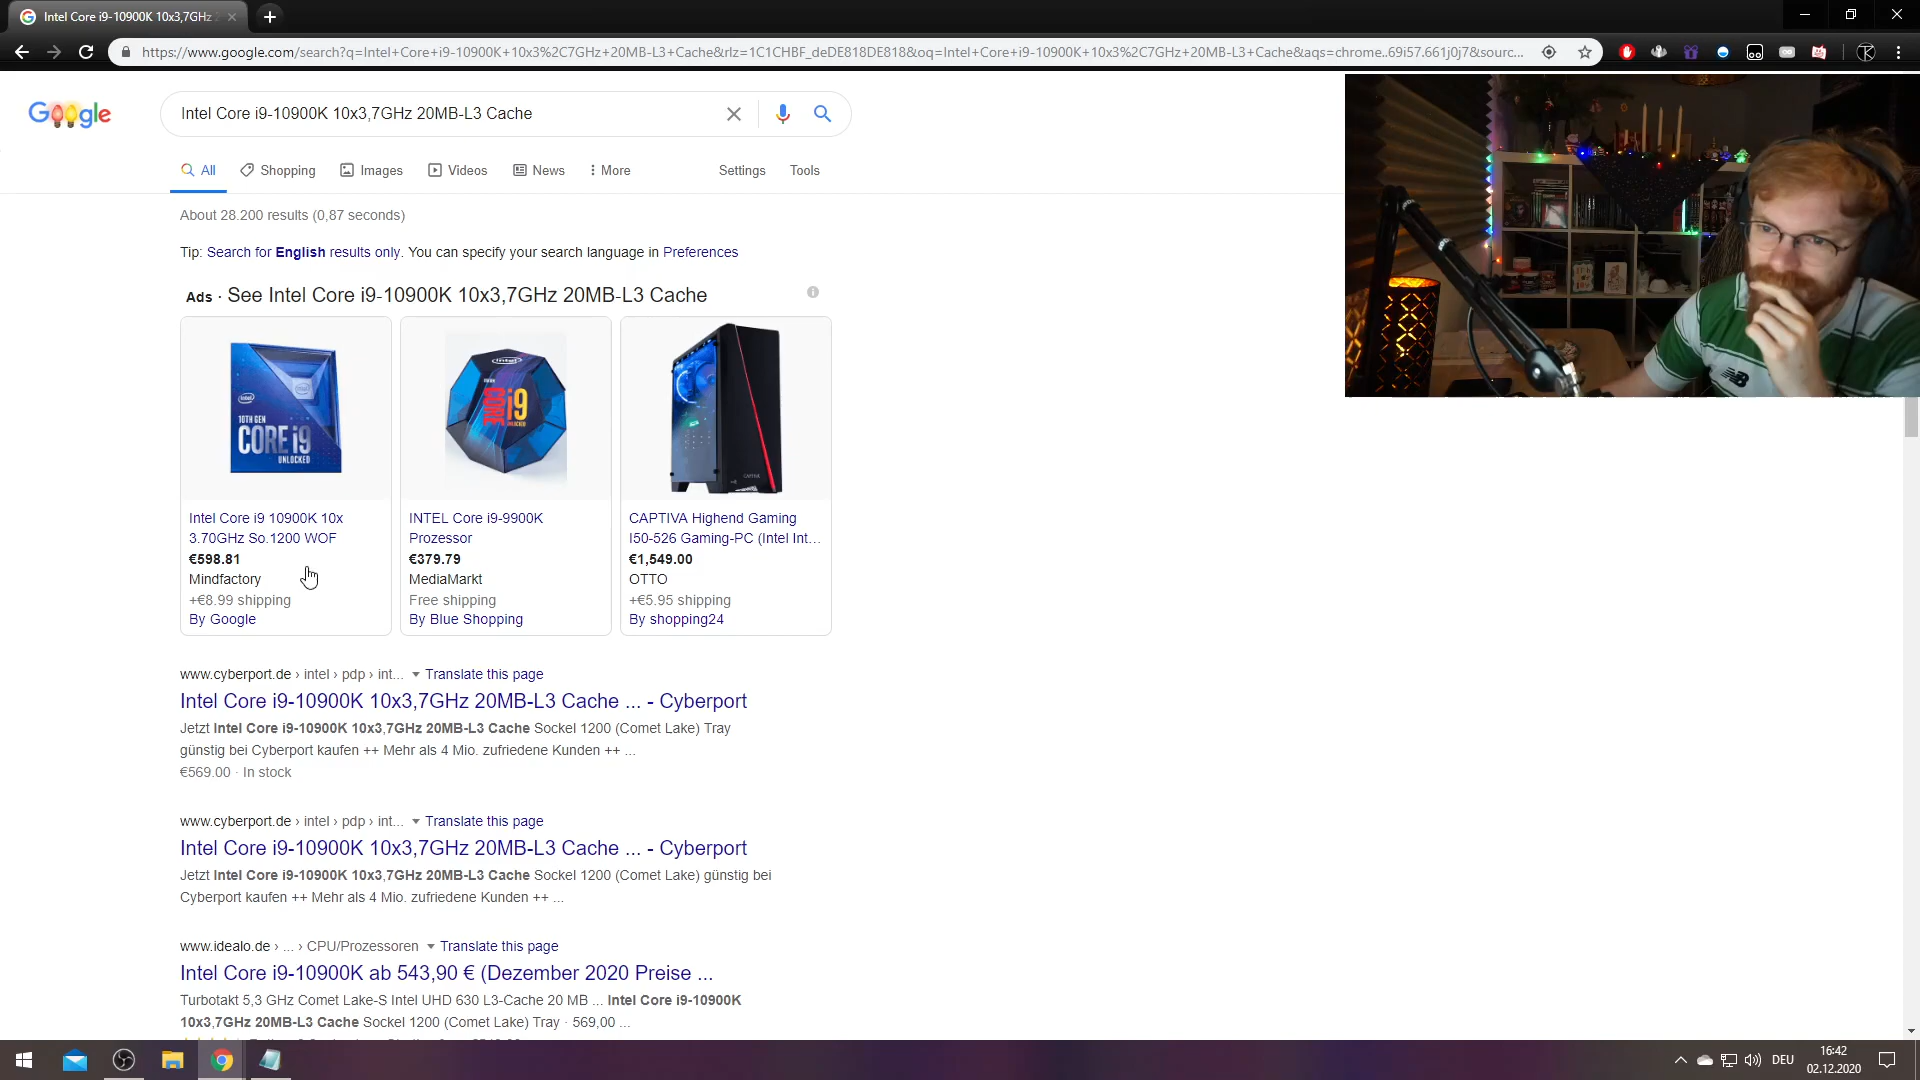 Intel Core i9-10900K 10x3,7GHz
https://www.google.com/search?q=Intel+Core+i9-10900K+10x3%2C7GHz+20MB-L3+Cache&rlz=1C1CHBF_deDE818DE818&oq=Intel+Core+i9-10900K+10x3%2C7GHz+20MB-L3+Cache&aqs=chrome..69i57.661j0j7&sourc...
Google
Intel Core i9-10900K 10x3,7GHz 20MB-L3 Cache
All Shopping Images Videos News More Settings Tools
About 28.200 results (0,87 seconds)
Tip: Search for English results only. You can specify your search language in Preferences
Ads · See Intel Core i9-10900K 10x3,7GHz 20MB-L3 Cache
intel
10TH GEN
CORE i9
UNLOCKED
intel
CORE i9
UNLOCKED
CAPTIVA
Intel Core i9 10900K 10x
3.70GHz So.1200 WOF
€598.81
Mindfactory
+€8.99 shipping
By Google
INTEL Core i9-9900K
Prozessor
€379.79
MediaMarkt
Free shipping
By Blue Shopping
CAPTIVA Highend Gaming
I50-526 Gaming-PC (Intel Int...
€1,549.00
OTTO
+€5.95 shipping
By shopping24
www.cyberport.de › intel › pdp › int... Translate this page
Intel Core i9-10900K 10x3,7GHz 20MB-L3 Cache ... - Cyberport
Jetzt Intel Core i9-10900K 10x3,7GHz 20MB-L3 Cache Sockel 1200 (Comet Lake) Tray
günstig bei Cyberport kaufen ++ Mehr als 4 Mio. zufriedene Kunden ++ ...
€569.00 · In stock
www.cyberport.de › intel › pdp › int... Translate this page
Intel Core i9-10900K 10x3,7GHz 20MB-L3 Cache ... - Cyberport
Jetzt Intel Core i9-10900K 10x3,7GHz 20MB-L3 Cache Sockel 1200 (Comet Lake) günstig bei
Cyberport kaufen ++ Mehr als 4 Mio. zufriedene Kunden ++ ...
www.idealo.de › ... › CPU/Prozessoren Translate this page
Intel Core i9-10900K ab 543,90 € (Dezember 2020 Preise ...
Turbotakt 5,3 GHz Comet Lake-S Intel UHD 630 L3-Cache 20 MB ... Intel Core i9-10900K
10x3,7GHz 20MB-L3 Cache Sockel 1200 (Comet Lake) Tray · 569,00 ...
DEU
16:42
02.12.2020